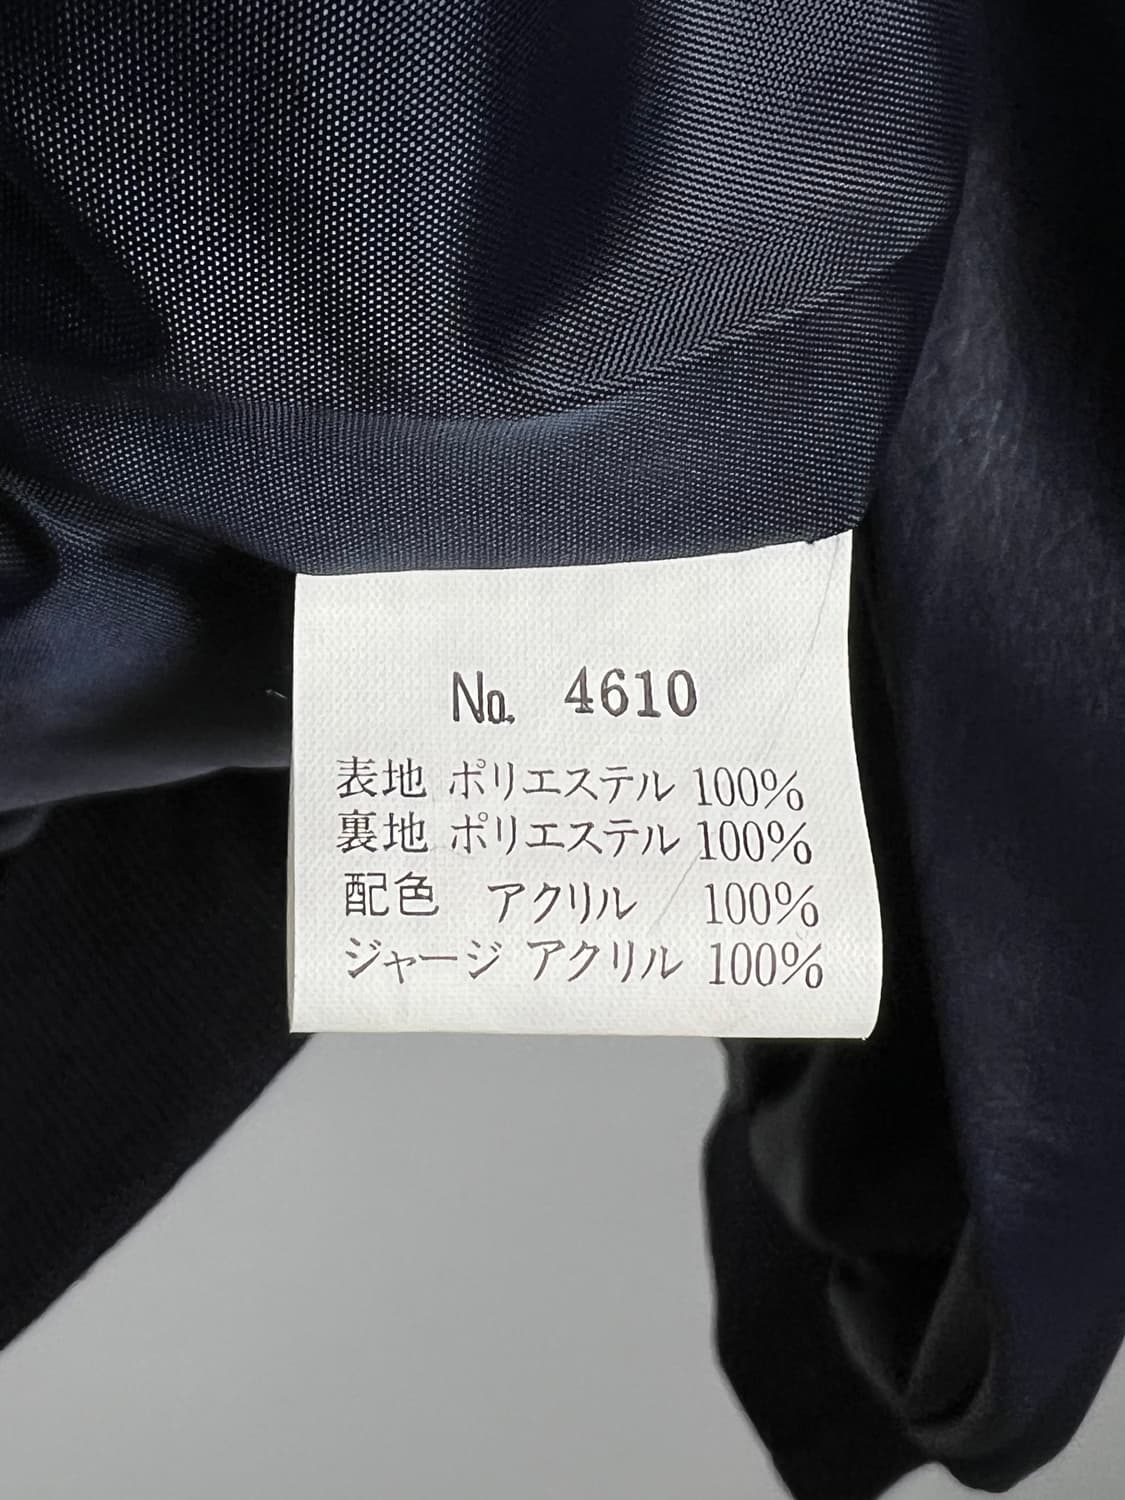 No. 4610
表地 ポリエステル 100%
裏地 ポリエステル 100%
配色 アクリル 100%
ジャージ アクリル 100%